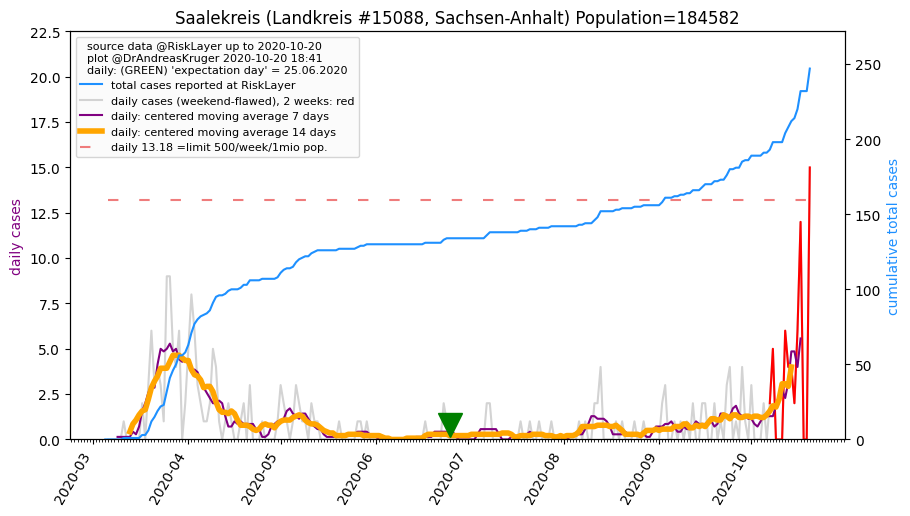 Saalekreis (Landkreis #15088, Sachsen-Anhalt) Population=184582
source data @RiskLayer up to 2020-10-20
plot @DrAndreasKruger 2020-10-20 18:41
daily: (GREEN) 'expectation day' = 25.06.2020
total cases reported at RiskLayer
daily cases (weekend-flawed), 2 weeks: red
daily: centered moving average 7 days
daily: centered moving average 14 days
daily 13.18 =limit 500/week/1mio pop.
daily cases
22.5
20.0
17.5
15.0
12.5
10.0
7.5
5.0
2.5
0.0
250
200
150
100
50
0
cumulative total cases
2020-03
2020-04
2020-05
2020-06
2020-07
2020-08
2020-09
2020-10